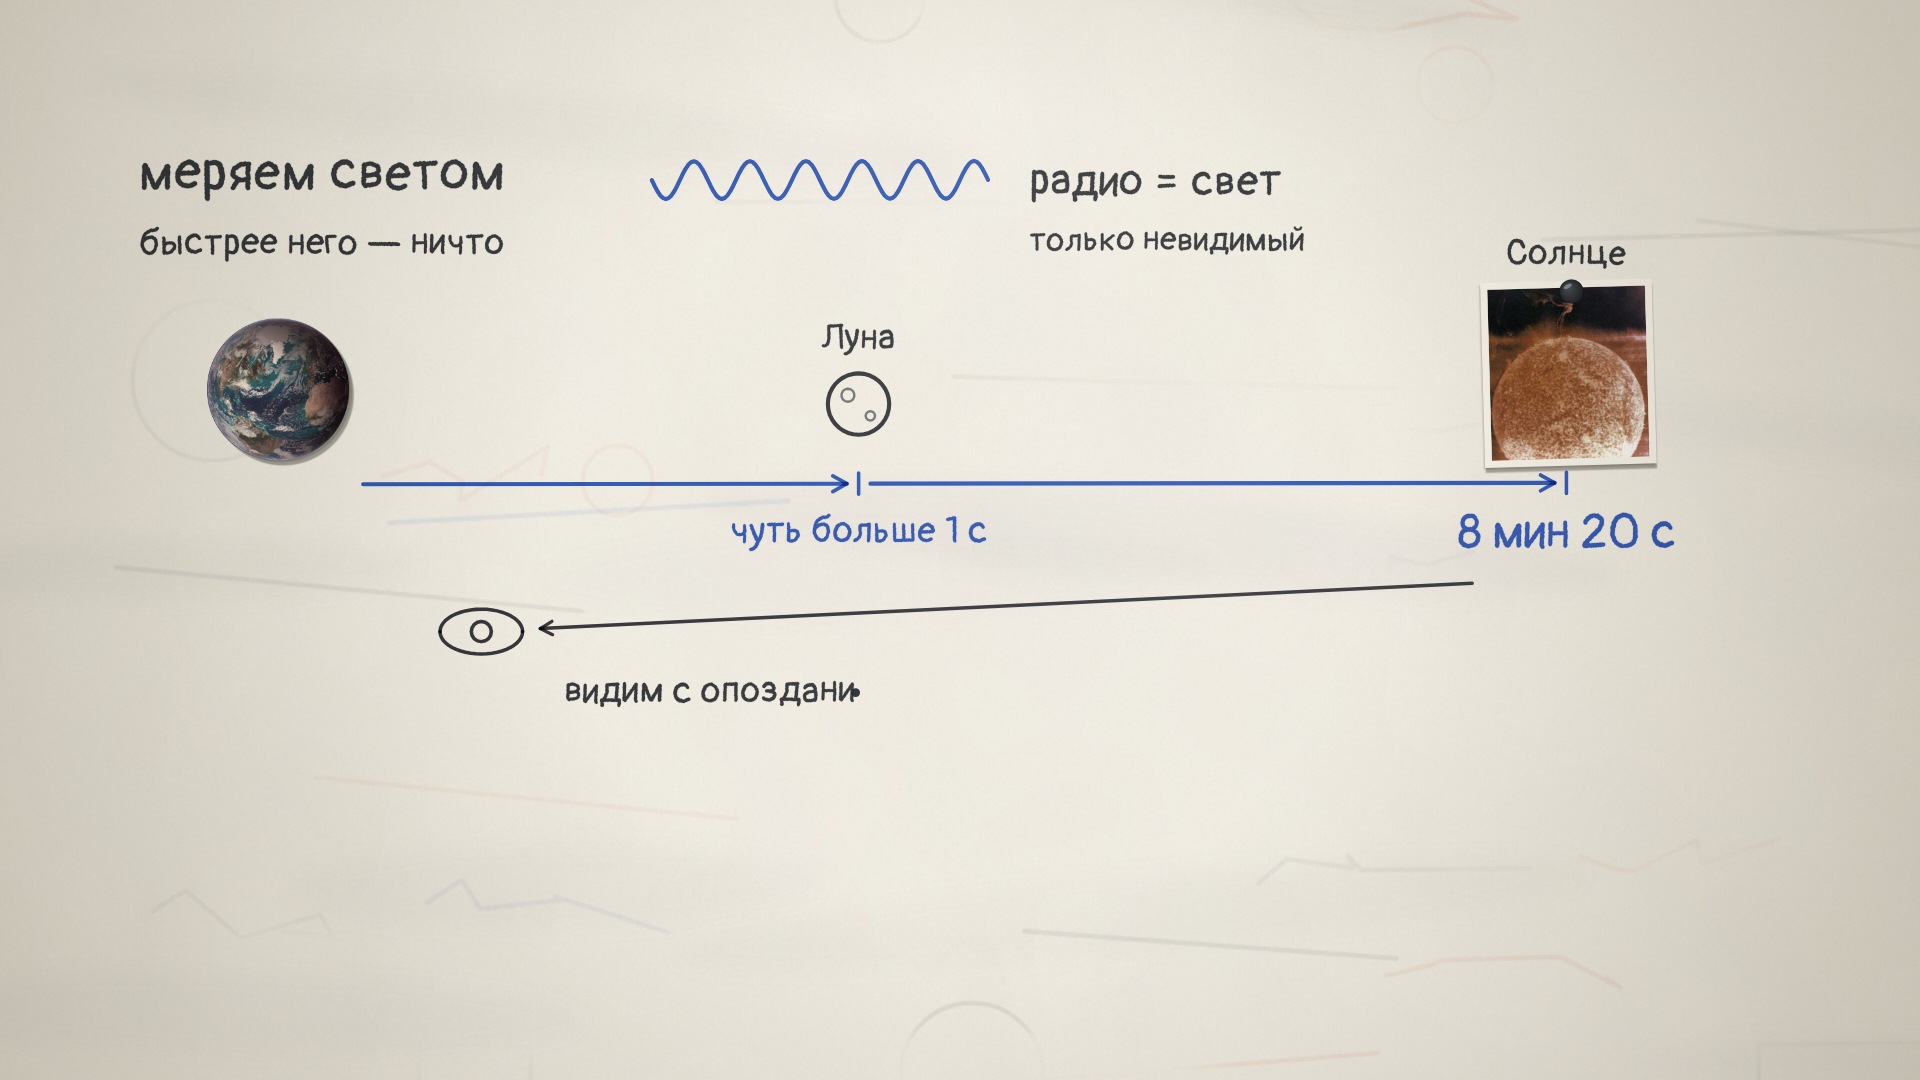 меряем светом
быстрее него — ничто
радио = свет
только невидимый
Солнце
Луна
чуть больше 1 с
8 мин 20 с
видим с опоздани